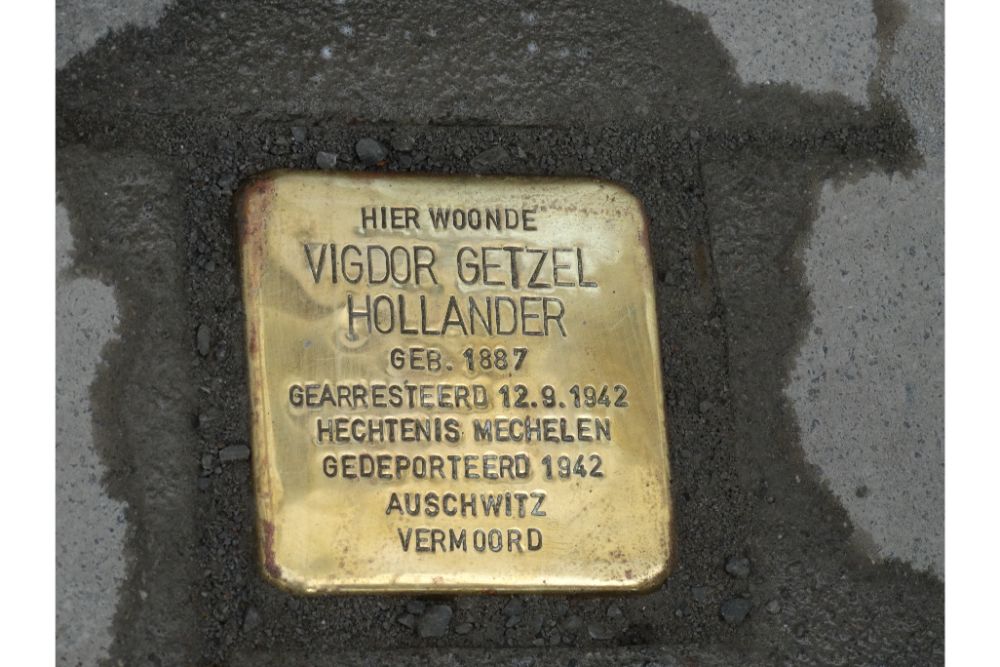 HIER WOONDE
VIGDOR GETZEL
HOLLANDER
GEB. 1887
GEARRESTEERD 12.9.1942
HECHTENIS MECHELEN
GEDEPORTEERD 1942
AUSCHWITZ
VERMOORD